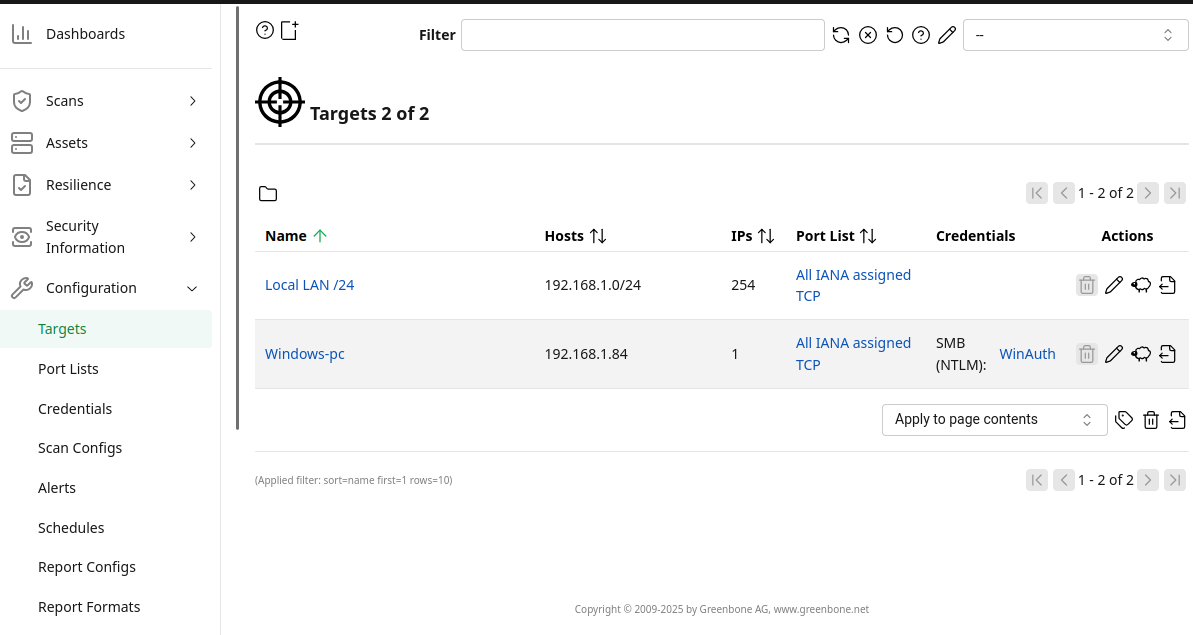 Dashboards
Scans
Assets
Resilience
Security
Information
Configuration
Targets
Port Lists
Credentials
Scan Configs
Alerts
Schedules
Report Configs
Report Formats
Filter
--
Targets 2 of 2
1 - 2 of 2
Name Hosts IPs Port List Credentials Actions
Local LAN /24 192.168.1.0/24 254 All IANA assigned
TCP
Windows-pc 192.168.1.84 1 All IANA assigned
TCP
SMB
(NTLM): WinAuth
Apply to page contents
(Applied filter: sort=name first=1 rows=10) 1 - 2 of 2
Copyright © 2009-2025 by Greenbone AG, www.greenbone.net